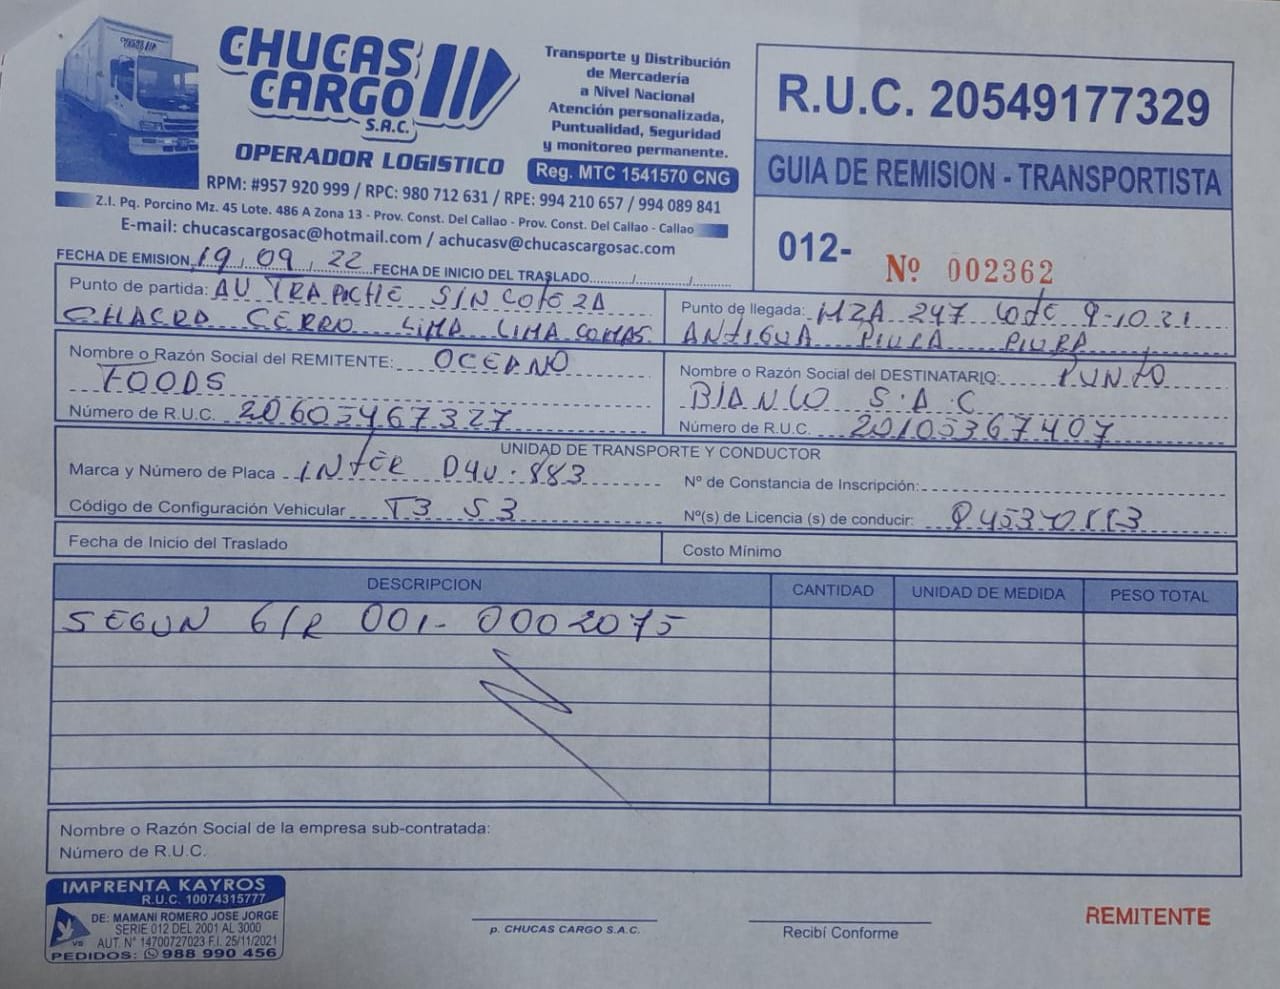 CHUCAS CARGO S.A.C.
OPERADOR LOGISTICO
Transporte y Distribución
de Mercadería
a Nivel Nacional
Atención personalizada,
Puntualidad, Seguridad
y monitoreo permanente.
Reg. MTC 1541570 CNG
RPM: #957 920 999 / RPC: 980 712 631 / RPE: 994 210 657 / 994 089 841
Z.I. Pq. Porcino Mz. 45 Lote. 486 A Zona 13 - Prov. Const. Del Callao - Prov. Const. Del Callao - Callao
E-mail: chucascargosac@hotmail.com / achucasv@chucascargosac.com
R.U.C. 20549177329
GUIA DE REMISION - TRANSPORTISTA
012- Nº 002362
FECHA DE EMISION 19, 09, 22 FECHA DE INICIO DEL TRASLADO
Punto de partida: AV TRAPICHE SIN COTE 2A
CHACRA CERRO LIMA LIMA COMAS
Punto de llegada: MZA 247 Lote 9-10.21
ANTIGUA PIURA PIURA
Nombre o Razón Social del REMITENTE: OCEANO
FOODS
Número de R.U.C. 20605467327
Nombre o Razón Social del DESTINATARIO: PUNTO
BIANCO S.A.C
Número de R.U.C. 20105367407
UNIDAD DE TRANSPORTE Y CONDUCTOR
Marca y Número de Placa INTER D4U-883
Nº de Constancia de Inscripción:
Código de Configuración Vehicular T3 S3
Nº(s) de Licencia (s) de conducir:
Fecha de Inicio del Traslado
Costo Mínimo
DESCRIPCION CANTIDAD UNIDAD DE MEDIDA PESO TOTAL
SEGUN G/R 001- 0002075
Nombre o Razón Social de la empresa sub-contratada:
Número de R.U.C.
IMPRENTA KAYROS
R.U.C. 10074315777
DE: MAMANI ROMERO JOSE JORGE
SERIE 012 DEL 2001 AL 3000
AUT. N° 14700727023 F.I. 25/11/2021
PEDIDOS: 988 990 456
p. CHUCAS CARGO S.A.C.
Recibí Conforme
REMITENTE